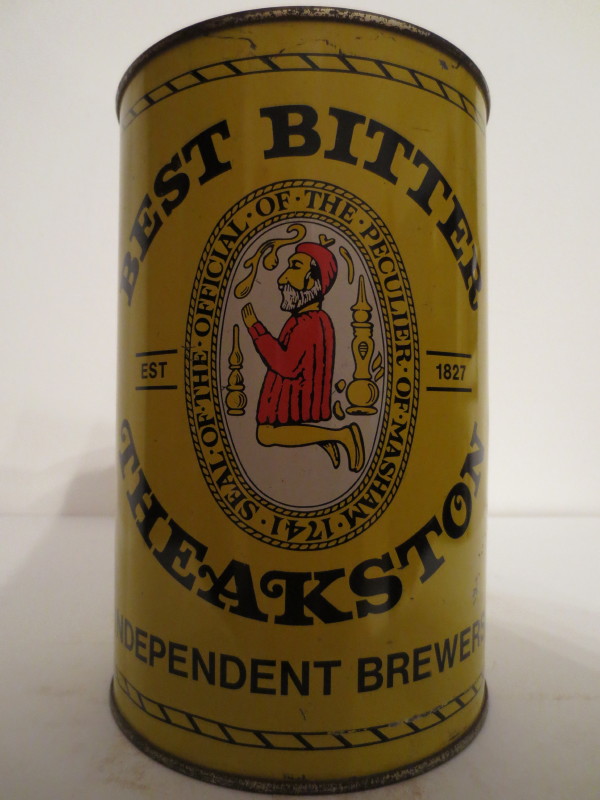 BEST BITTER
SEAL·OF·THE·OFFICIAL·OF·THE·PECULIER·OF·MASHAM·1741·
EST
1827
THEAKSTON
INDEPENDENT BREWERS